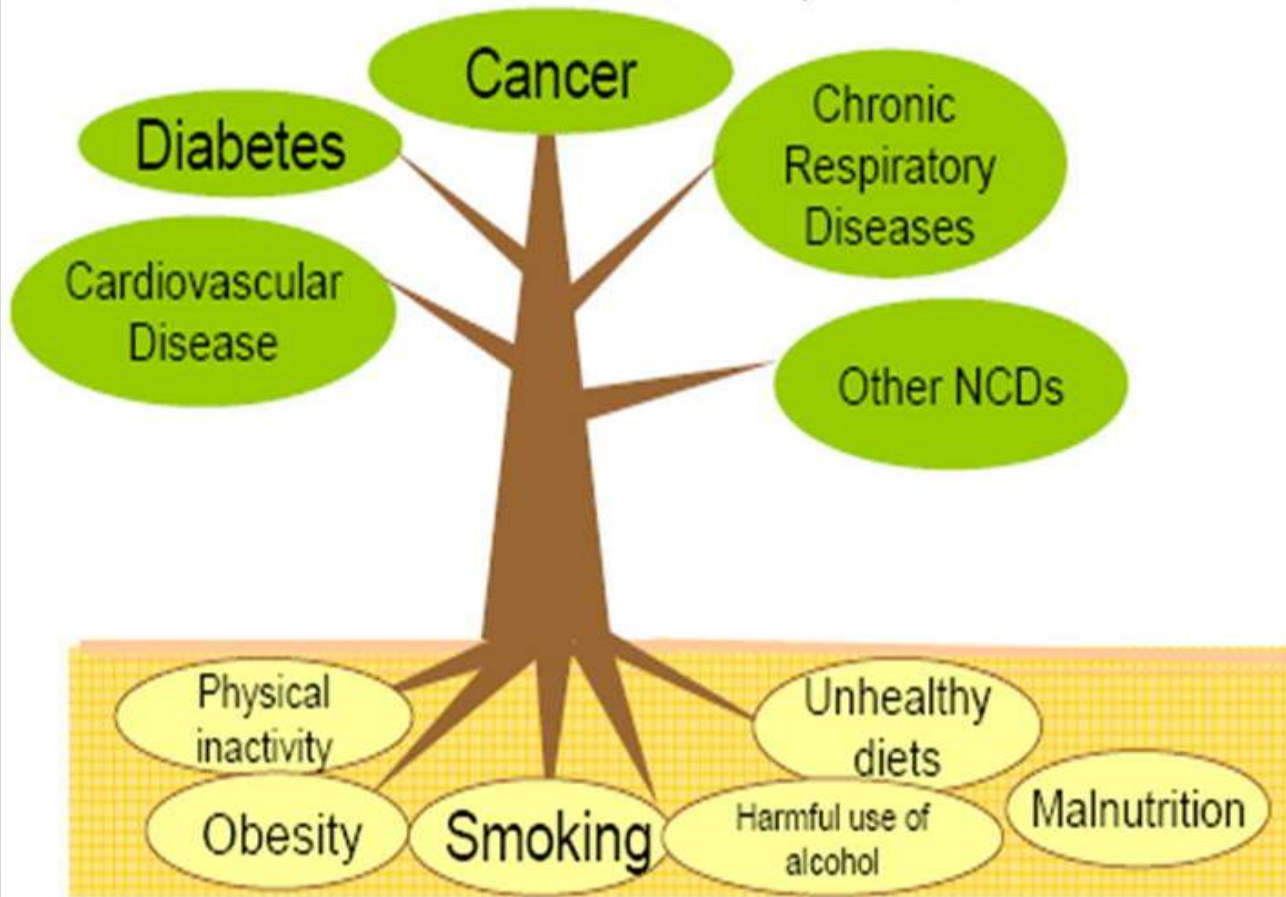 Cancer
Diabetes
Chronic
Respiratory
Diseases
Cardiovascular
Disease
Other NCDs
Physical
inactivity
Unhealthy
diets
Obesity
Smoking
Harmful use of
alcohol
Malnutrition